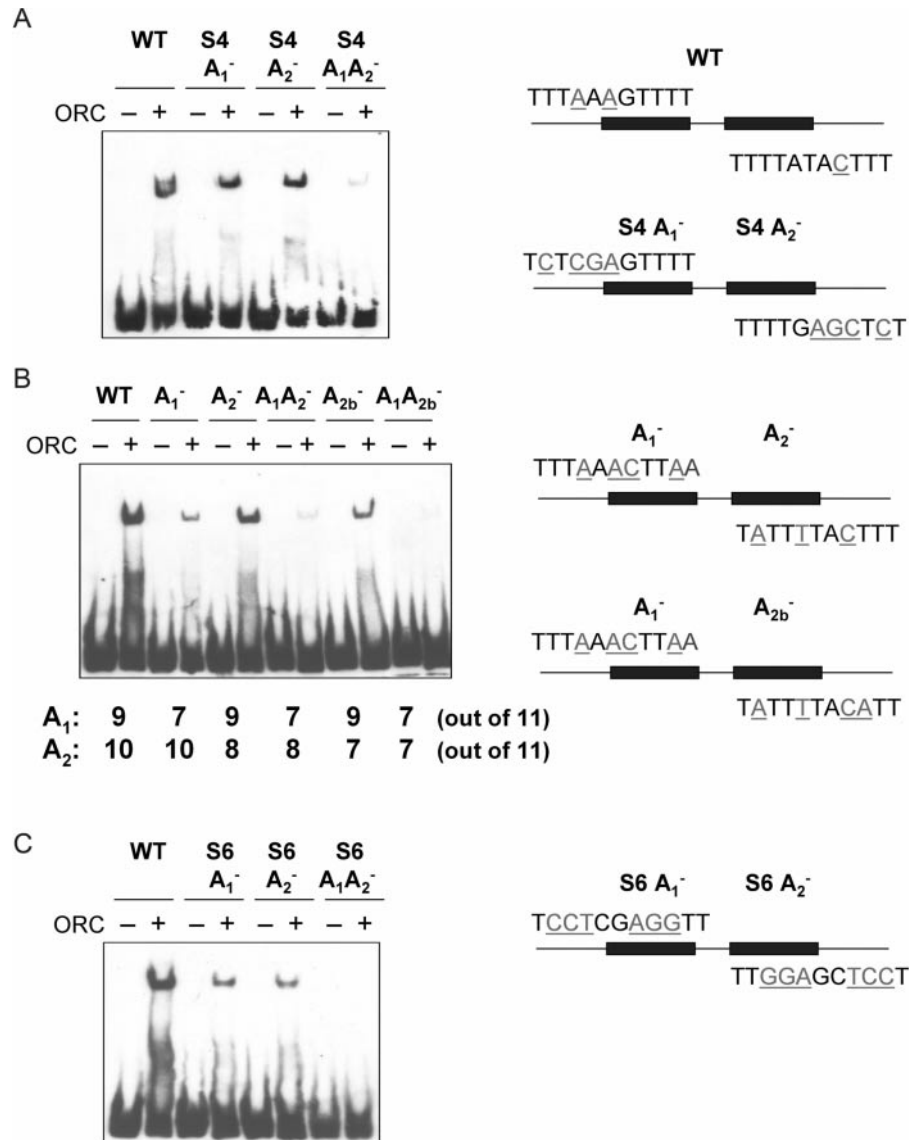 A
WT S4 S4 S4
A₁⁻ A₂⁻ A₁A₂⁻
ORC – + – + – + – +
WT
TTTAAAGTTTT
TTTTATACTTT
S4 A₁⁻ S4 A₂⁻
TCTCGAGTTTT
TTTTGAGCTCT
B
WT A₁⁻ A₂⁻ A₁A₂⁻ A₂b⁻ A₁A₂b⁻
ORC – + – + – + – + – + – +
A₁⁻ A₂⁻
TTTAAACTTAA
TATTTTACTTT
A₁⁻ A₂b⁻
TTTAAACTTAA
TATTTTACATT
A₁: 9 7 9 7 9 7 (out of 11)
A₂: 10 10 8 8 7 7 (out of 11)
C
WT S6 S6 S6
A₁⁻ A₂⁻ A₁A₂⁻
ORC – + – + – + – +
S6 A₁⁻ S6 A₂⁻
TCCTCGAGGTT
TTGGAGCTCCT